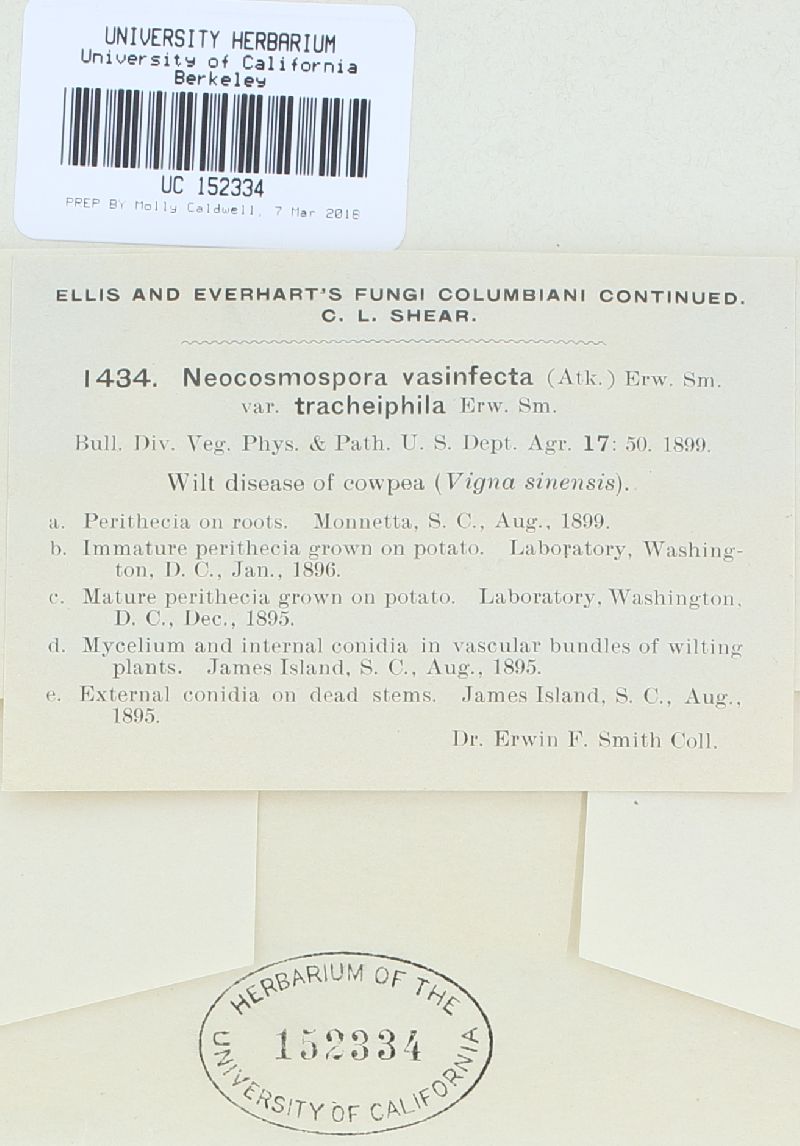 UNIVERSITY HERBARIUM
University of California
Berkeley
UC 152334
PREP BY Molly Caldwell, 7 Mar 2016
ELLIS AND EVERHART'S FUNGI COLUMBIANI CONTINUED.
C. L. SHEAR.
1434. Neocosmospora vasinfecta (Atk.) Erw. Sm.
var. tracheiphila Erw. Sm.
Bull. Div. Veg. Phys. & Path. U. S. Dept. Agr. 17: 50. 1899.
Wilt disease of cowpea (Vigna sinensis).
a. Perithecia on roots. Monnetta, S. C., Aug., 1899.
b. Immature perithecia grown on potato. Laboratory, Washing-
ton, D. C., Jan., 1896.
c. Mature perithecia grown on potato. Laboratory, Washington,
D. C., Dec., 1895.
d. Mycelium and internal conidia in vascular bundles of wilting
plants. James Island, S. C., Aug., 1895.
e. External conidia on dead stems. James Island, S. C., Aug.,
1895.
Dr. Erwin F. Smith Coll.
HERBARIUM OF THE
152334
UNIVERSITY OF CALIFORNIA